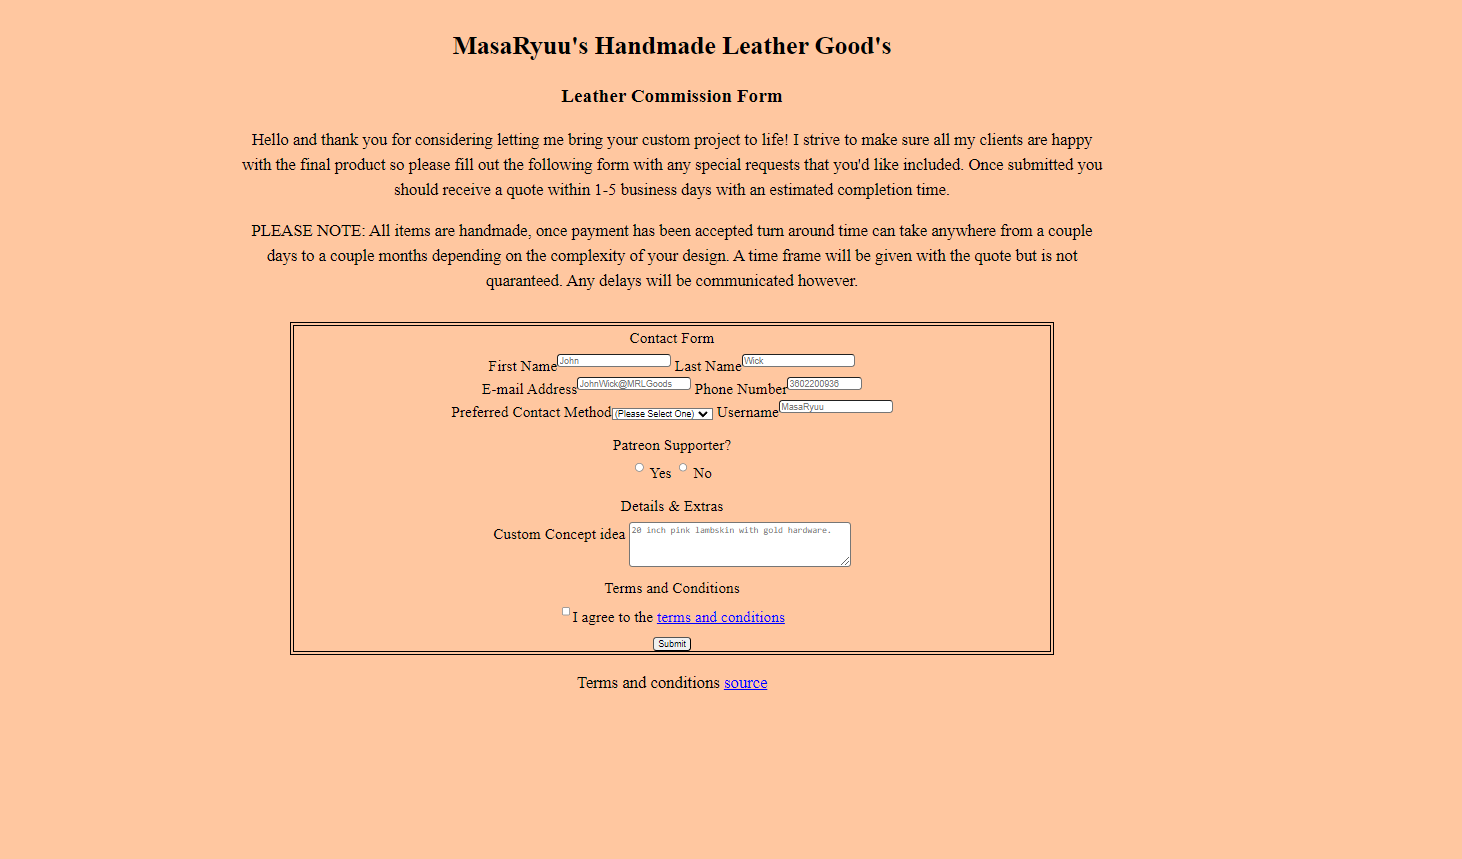 MasaRyuu's Handmade Leather Good's
Leather Commission Form
Hello and thank you for considering letting me bring your custom project to life! I strive to make sure all my clients are happy
with the final product so please fill out the following form with any special requests that you'd like included. Once submitted you
should receive a quote within 1-5 business days with an estimated completion time.
PLEASE NOTE: All items are handmade, once payment has been accepted turn around time can take anywhere from a couple
days to a couple months depending on the complexity of your design. A time frame will be given with the quote but is not
quaranteed. Any delays will be communicated however.
Contact Form
First Name John Last Name Wick
E-mail Address JohnWick@MRLGoods Phone Number 3602200936
Preferred Contact Method (Please Select One) Username MasaRyuu
Patreon Supporter?
Yes No
Details & Extras
Custom Concept idea 20 inch pink lambskin with gold hardware.
Terms and Conditions
I agree to the terms and conditions
Submit
Terms and conditions source